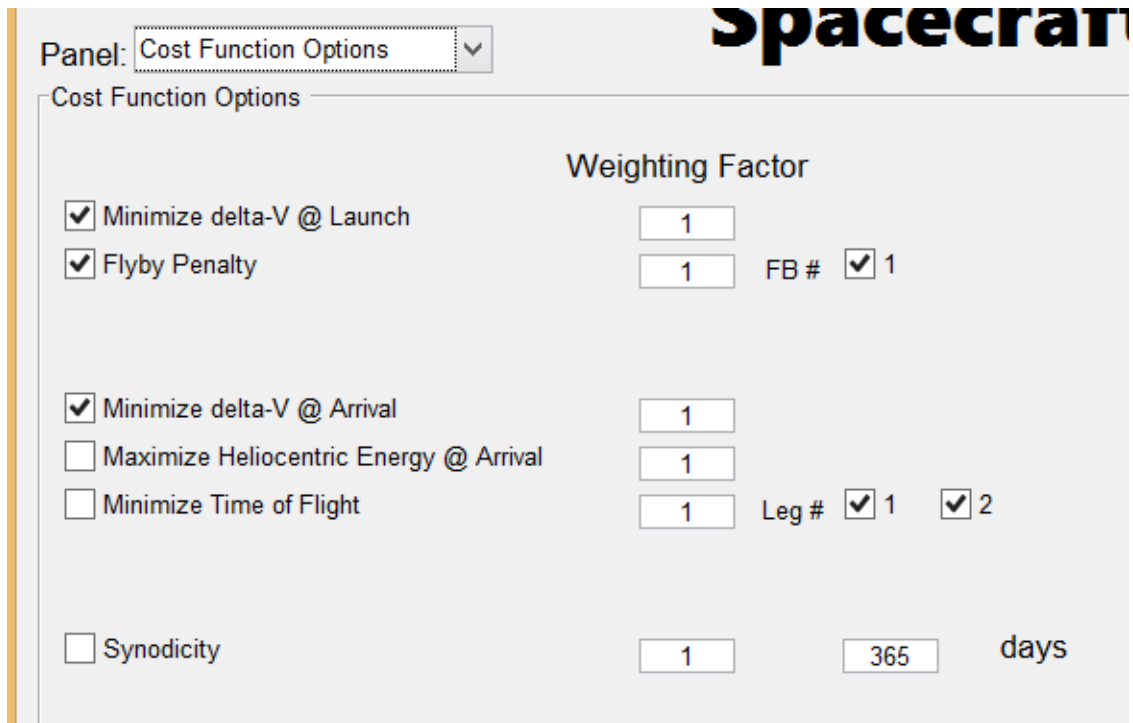 Spacecraft
Panel: Cost Function Options
Cost Function Options
Weighting Factor
Minimize delta-V @ Launch 1
Flyby Penalty 1 FB # 1
Minimize delta-V @ Arrival 1
Maximize Heliocentric Energy @ Arrival 1
Minimize Time of Flight 1 Leg # 1 2
Synodicity 1 365 days